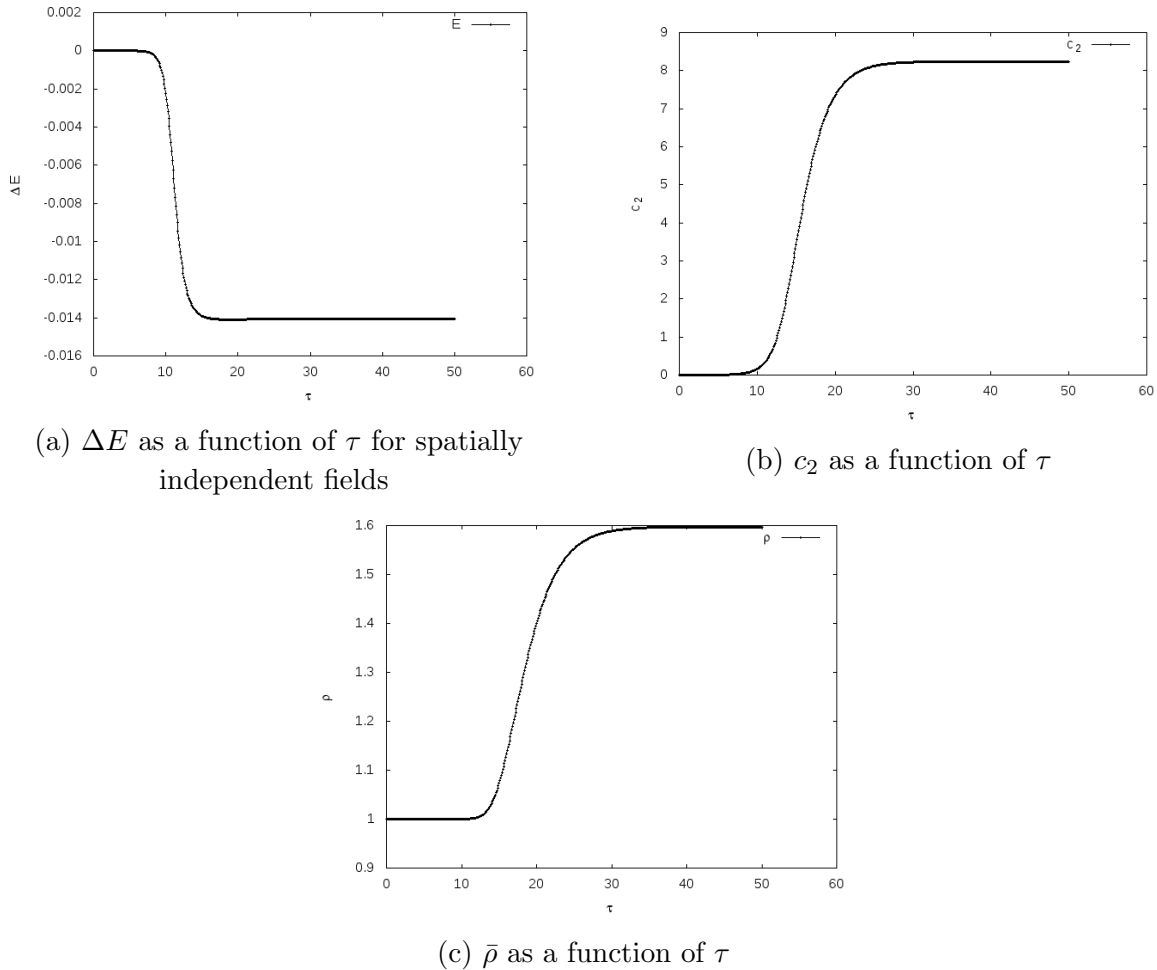 0.002
0
-0.002
-0.004
-0.006
-0.008
-0.01
-0.012
-0.014
-0.016
ΔE
E
0 10 20 30 40 50 60
τ
(a) ΔE as a function of τ for spatially
independent fields
9
8
7
6
5
4
3
2
1
0
c₂
c₂
0 10 20 30 40 50 60
τ
(b) c₂ as a function of τ
1.6
1.5
1.4
1.3
1.2
1.1
1
0.9
ρ
ρ
0 10 20 30 40 50 60
τ
(c) ρ̄ as a function of τ